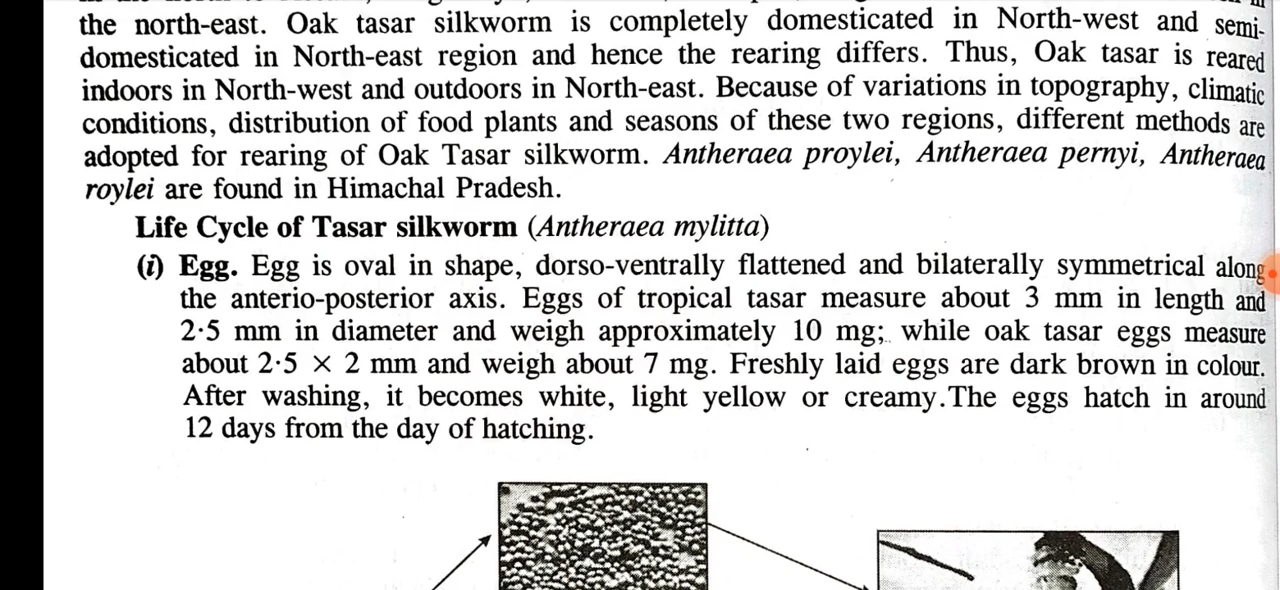 the north-east. Oak tasar silkworm is completely domesticated in North-west and semi-
domesticated in North-east region and hence the rearing differs. Thus, Oak tasar is reared
indoors in North-west and outdoors in North-east. Because of variations in topography, climatic
conditions, distribution of food plants and seasons of these two regions, different methods are
adopted for rearing of Oak Tasar silkworm. Antheraea proylei, Antheraea pernyi, Antheraea
roylei are found in Himachal Pradesh.
Life Cycle of Tasar silkworm (Antheraea mylitta)
(i) Egg. Egg is oval in shape, dorso-ventrally flattened and bilaterally symmetrical along
the anterio-posterior axis. Eggs of tropical tasar measure about 3 mm in length and
2·5 mm in diameter and weigh approximately 10 mg; while oak tasar eggs measure
about 2·5 × 2 mm and weigh about 7 mg. Freshly laid eggs are dark brown in colour.
After washing, it becomes white, light yellow or creamy.The eggs hatch in around
12 days from the day of hatching.